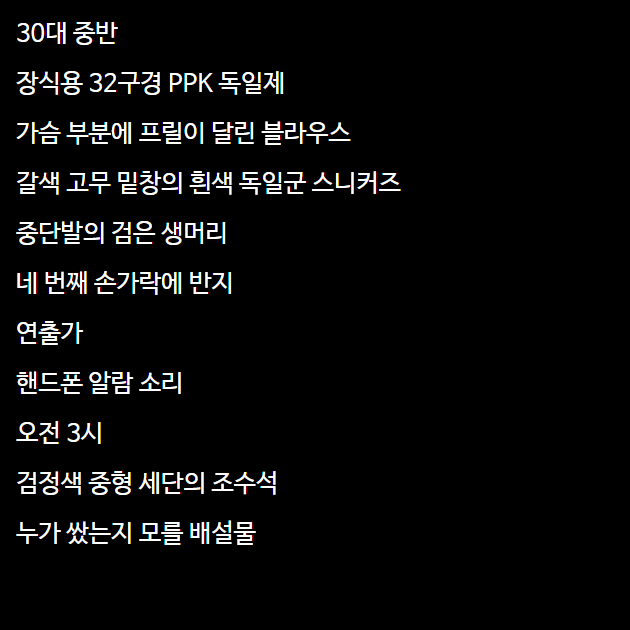 30대 중반
장식용 32구경 PPK 독일제
가슴 부분에 프릴이 달린 블라우스
갈색 고무 밑창의 흰색 독일군 스니커즈
중단발의 검은 생머리
네 번째 손가락에 반지
연출가
핸드폰 알람 소리
오전 3시
검정색 중형 세단의 조수석
누가 쌌는지 모를 배설물